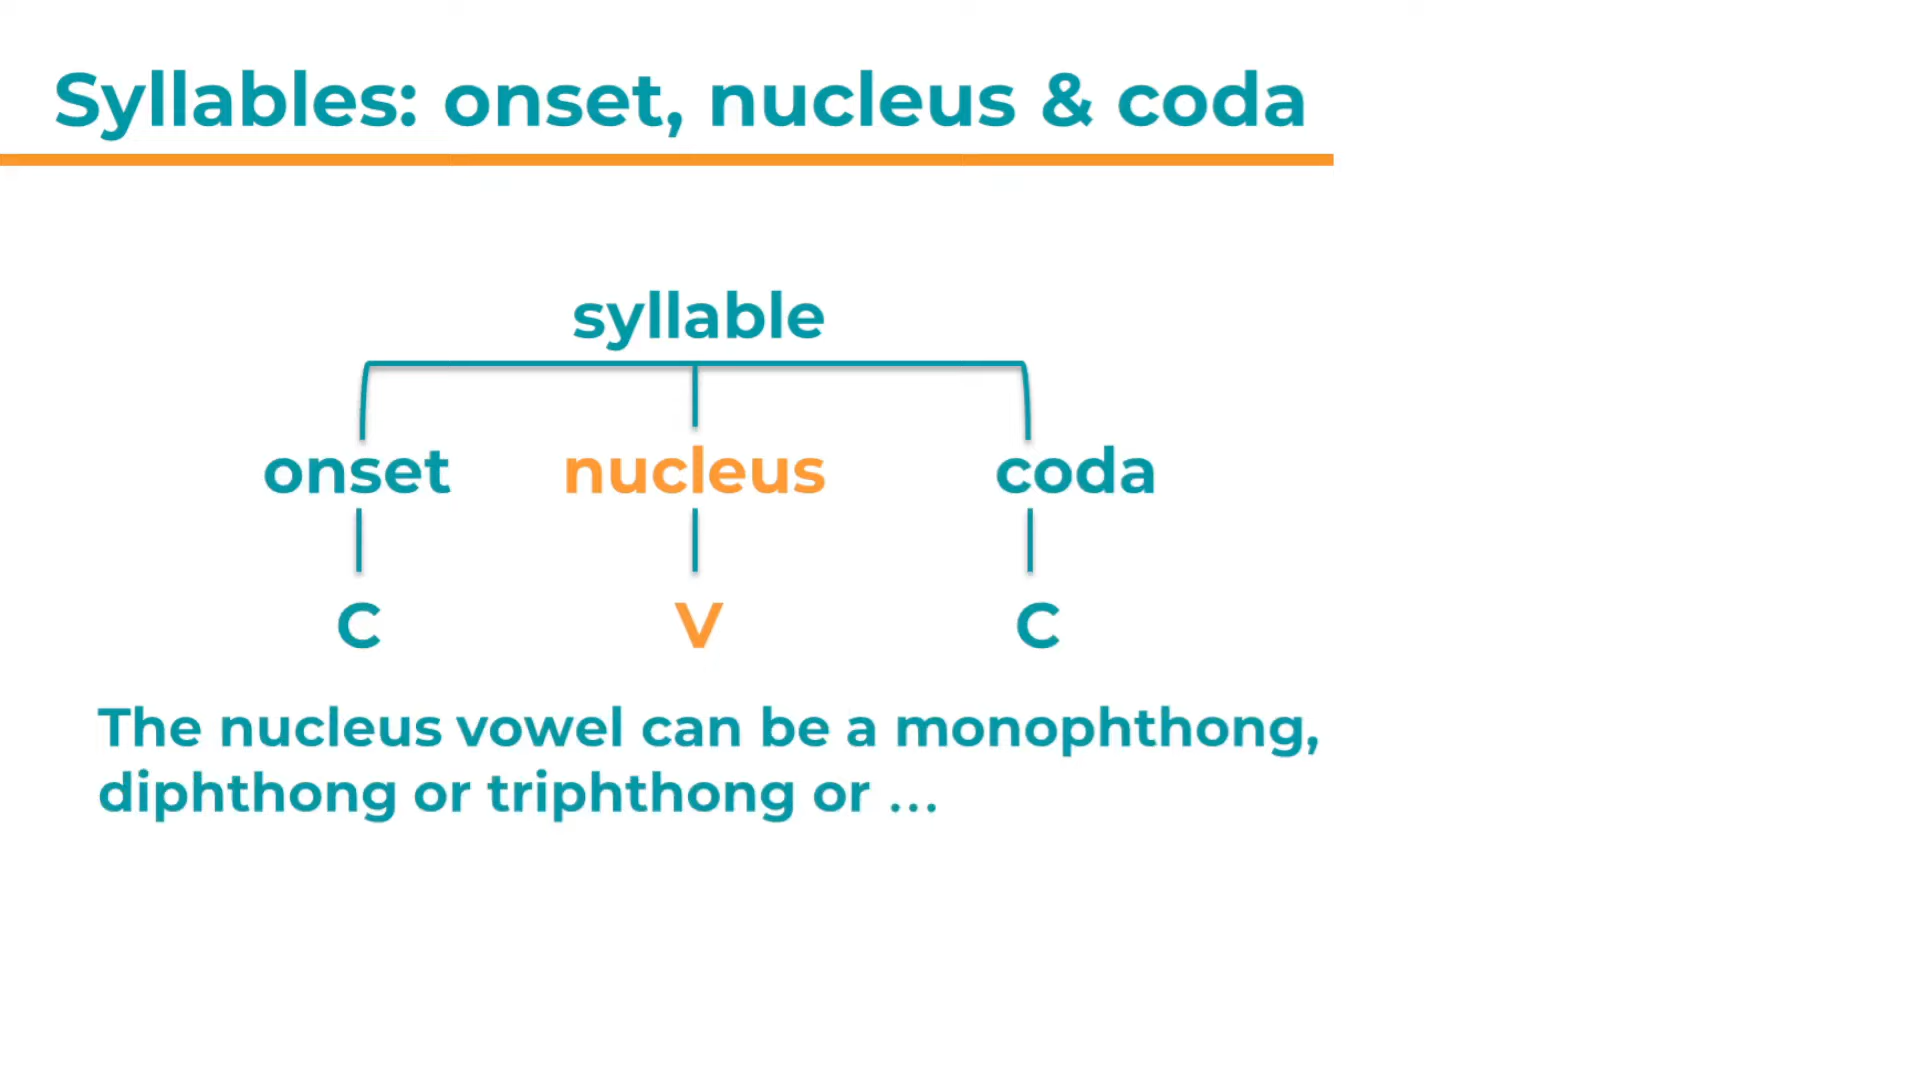 Syllables: onset, nucleus & coda
syllable
onset nucleus coda
C V C
The nucleus vowel can be a monophthong,
diphthong or triphthong or …